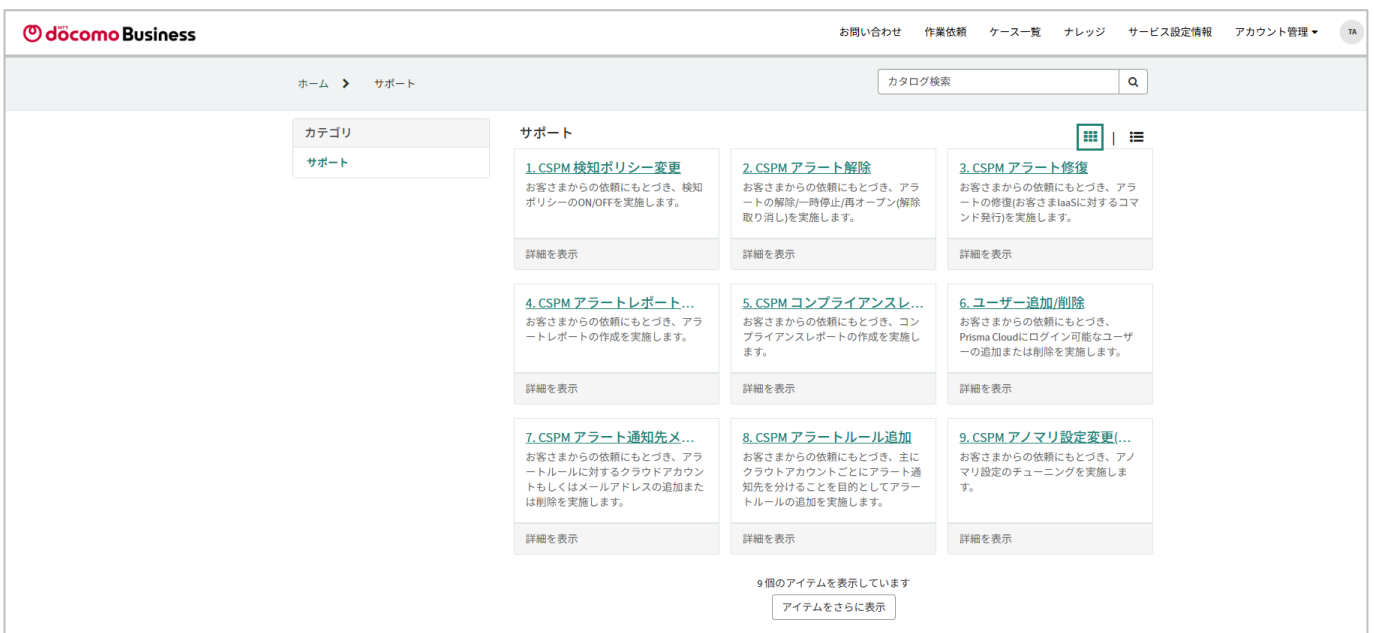 NTT docomo Business
お問い合わせ 作業依頼 ケース一覧 ナレッジ サービス設定情報 アカウント管理 TA
ホーム サポート
カタログ検索
カテゴリ
サポート
サポート
1. CSPM 検知ポリシー変更
お客さまからの依頼にもとづき、検知
ポリシーのON/OFFを実施します。
詳細を表示
2. CSPM アラート解除
お客さまからの依頼にもとづき、アラ
ートの解除/一時停止/再オープン(解除
取り消し)を実施します。
詳細を表示
3. CSPM アラート修復
お客さまからの依頼にもとづき、アラ
ートの修復(お客さまIaaSに対するコマ
ンド発行)を実施します。
詳細を表示
4. CSPM アラートレポート...
お客さまからの依頼にもとづき、アラ
ートレポートの作成を実施します。
詳細を表示
5. CSPM コンプライアンスレ...
お客さまからの依頼にもとづき、コン
プライアンスレポートの作成を実施し
ます。
詳細を表示
6. ユーザー追加/削除
お客さまからの依頼にもとづき、
Prisma Cloudにログイン可能なユーザ
ーの追加または削除を実施します。
詳細を表示
7. CSPM アラート通知先メ...
お客さまからの依頼にもとづき、アラ
ートルールに対するクラウドアカウン
トもしくはメールアドレスの追加また
は削除を実施します。
詳細を表示
8. CSPM アラートルール追加
お客さまからの依頼にもとづき、主に
クラウトアカウントごとにアラート通
知先を分けることを目的としてアラー
トルールの追加を実施します。
詳細を表示
9. CSPM アノマリ設定変更(...
お客さまからの依頼にもとづき、アノ
マリ設定のチューニングを実施しま
す。
詳細を表示
9 個のアイテムを表示しています
アイテムをさらに表示